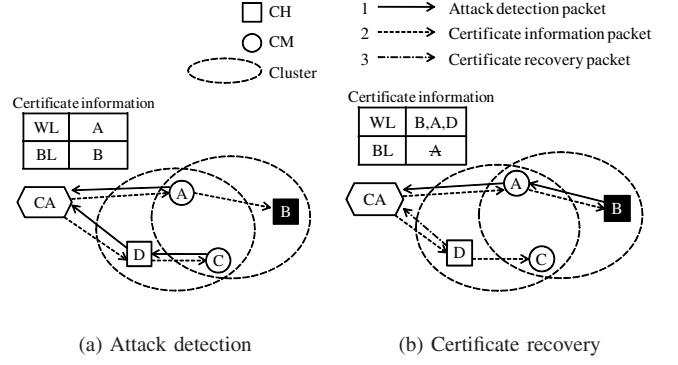 CH
CM
Cluster
1 Attack detection packet
2 Certificate information packet
3 Certificate recovery packet
Certificate information
WL A
BL B
CA
A
B
D
C
(a) Attack detection
Certificate information
WL B,A,D
BL A
CA
A
B
D
C
(b) Certificate recovery